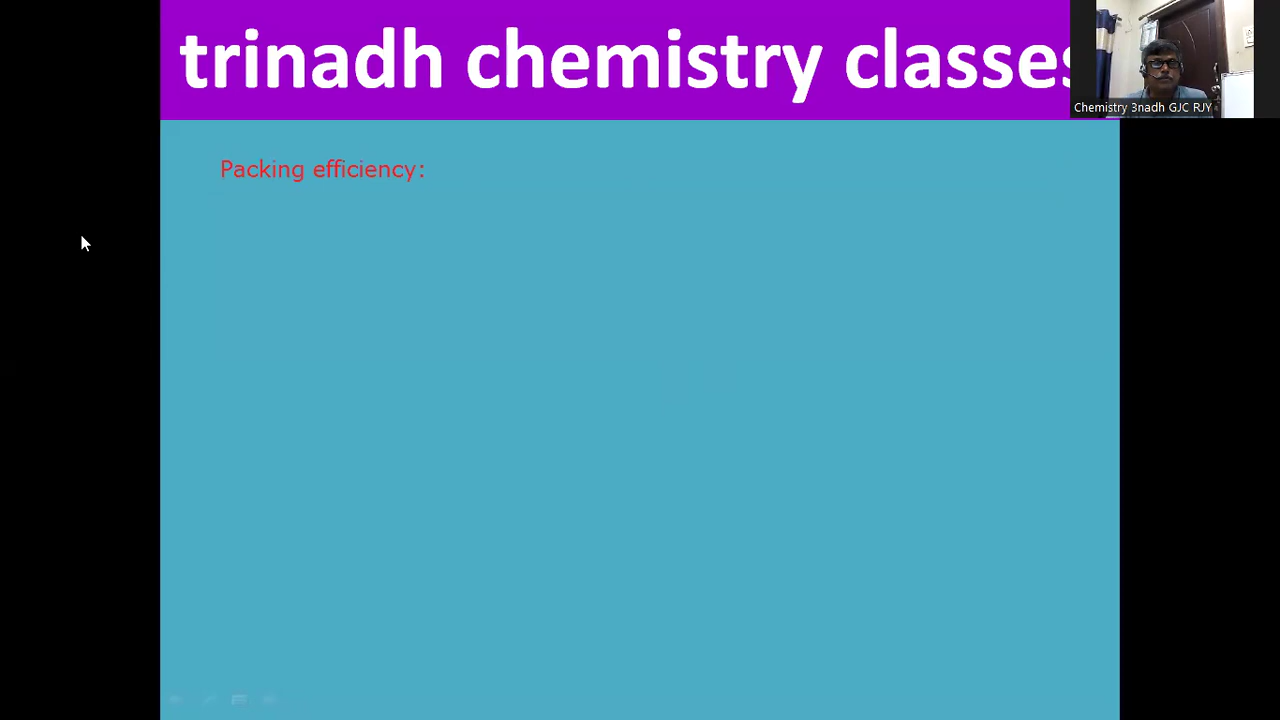 trinadh chemistry classes
Chemistry 3nadh GJC RJY
Packing efficiency: